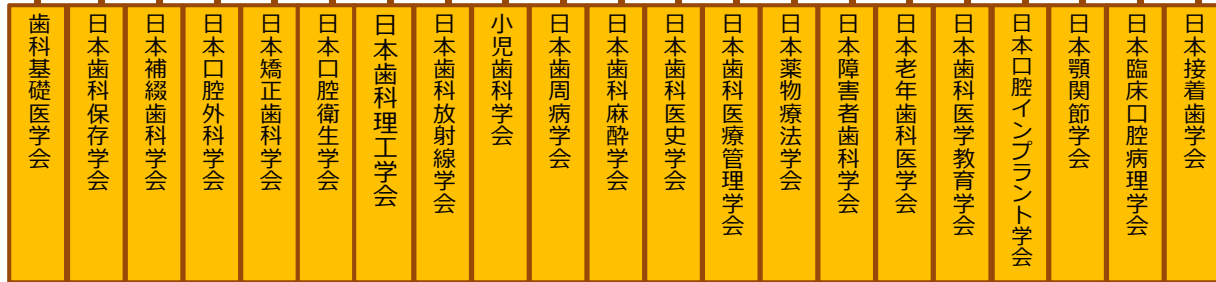 歯科基礎医学会
日本歯科保存学会
日本補綴歯科学会
日本口腔外科学会
日本矯正歯科学会
日本口腔衛生学会
日本歯科理工学会
日本歯科放射線学会
小児歯科学会
日本歯周病学会
日本歯科麻酔学会
日本歯科医史学会
日本歯科医療管理学会
日本薬物療法学会
日本障害者歯科学会
日本老年歯科医学会
日本歯科医学教育学会
日本口腔インプラント学会
日本顎関節学会
日本臨床口腔病理学会
日本接着歯学会